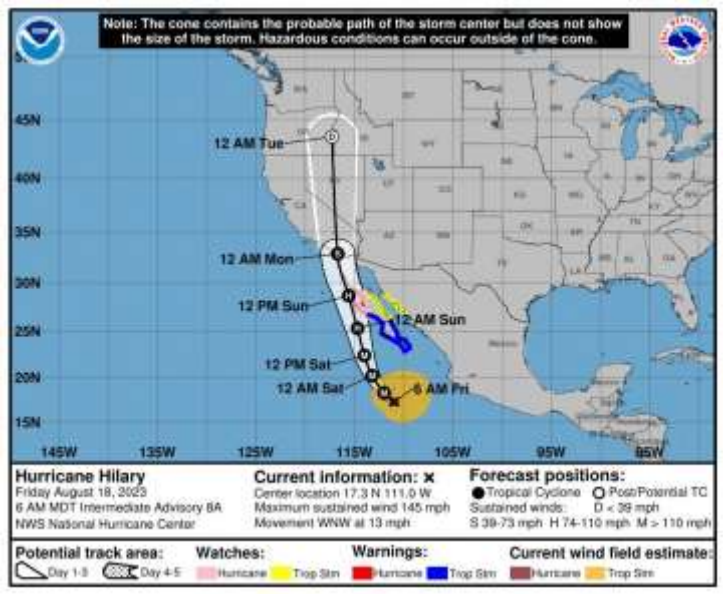 Note: The cone contains the probable path of the storm center but does not show
the size of the storm. Hazardous conditions can occur outside of the cone.
45N
12 AM Tue
D
40N
35N
12 AM Mon
S
30N
12 PM Sun
H
12 AM Sun
25N
12 PM Sat
M
20N
12 AM Sat
M
6 AM Fri
M
Mexico
15N
145W 135W 125W 115W 105W 95W 85W
Hurricane Hilary
Friday August 18, 2023
6 AM MDT Intermediate Advisory 8A
NWS National Hurricane Center
Current information: x
Center location 17.3 N 111.0 W
Maximum sustained wind 145 mph
Movement WNW at 13 mph
Forecast positions:
Tropical Cyclone Post/Potential TC
Sustained winds: D < 39 mph
S 39-73 mph H 74-110 mph M > 110 mph
Potential track area:
Day 1-3 Day 4-5
Watches:
Hurricane Trop Stm
Warnings:
Hurricane Trop Stm
Current wind field estimate:
Hurricane Trop Stm